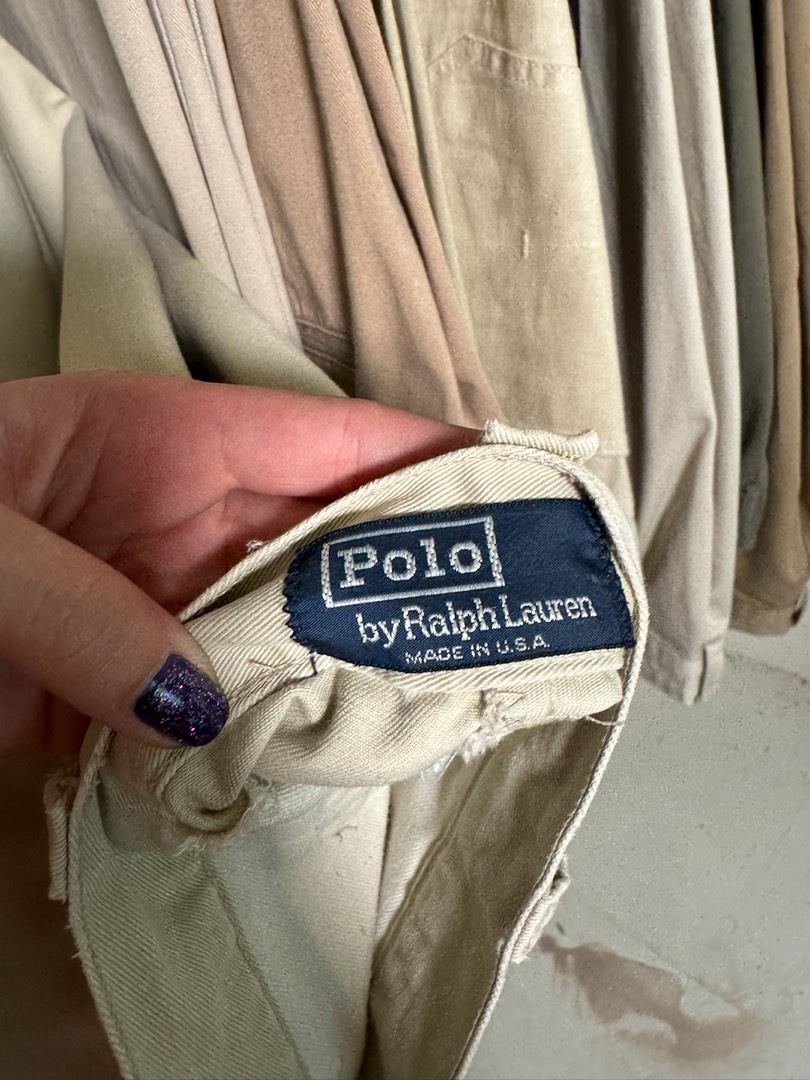 Polo
by Ralph Lauren
MADE IN U.S.A.